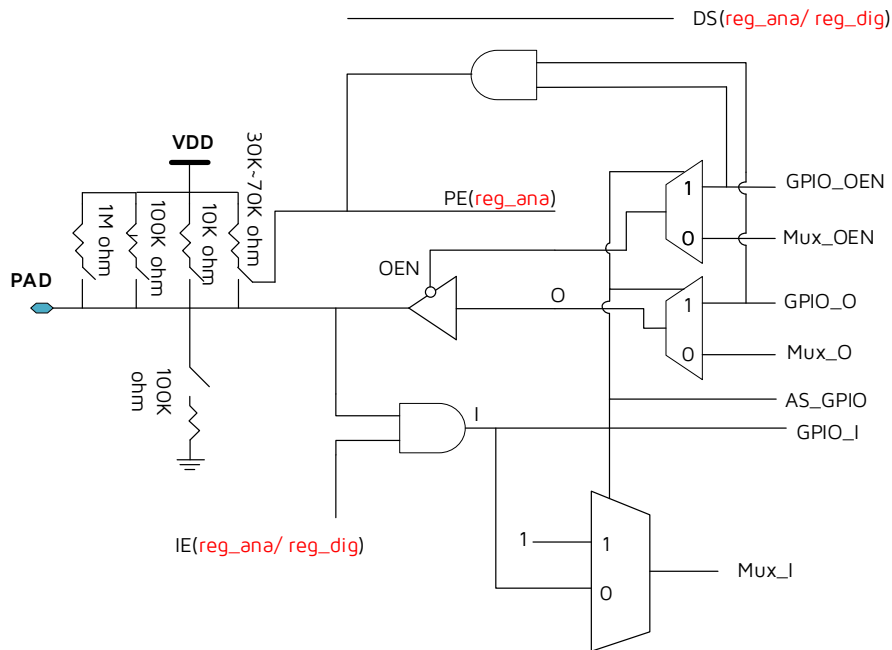 DS(reg_ana/ reg_dig)
VDD
30K~70K ohm
10K ohm
100K ohm
1M ohm
PE(reg_ana)
1
GPIO_OEN
0
Mux_OEN
OEN
PAD
O
1
GPIO_O
0
Mux_O
100K
ohm
AS_GPIO
I
GPIO_I
IE(reg_ana/ reg_dig)
1
1
Mux_I
0